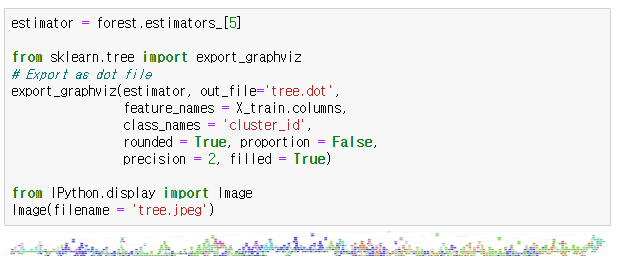 estimator = forest.estimators_[5]
from sklearn.tree import export_graphviz
# Export as dot file
export_graphviz(estimator, out_file='tree.dot',
feature_names = X_train.columns,
class_names = 'cluster_id',
rounded = True, proportion = False,
precision = 2, filled = True)
from IPython.display import Image
Image(filename = 'tree.jpeg')